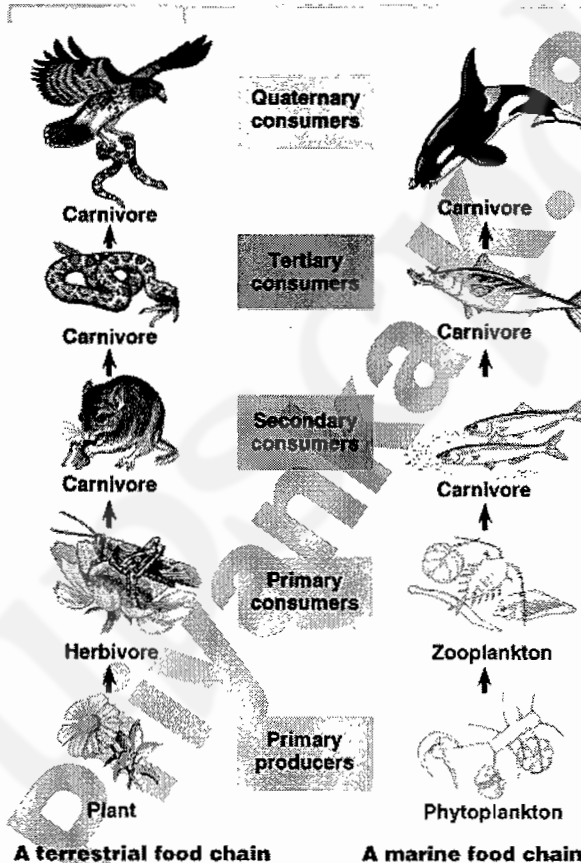 Quaternary
consumers
Carnivore
Carnivore
Tertiary
consumers
Carnivore
Carnivore
Secondary
consumers
Carnivore
Carnivore
Primary
consumers
Herbivore
Zooplankton
Primary
producers
Plant
Phytoplankton
A terrestrial food chain
A marine food chain